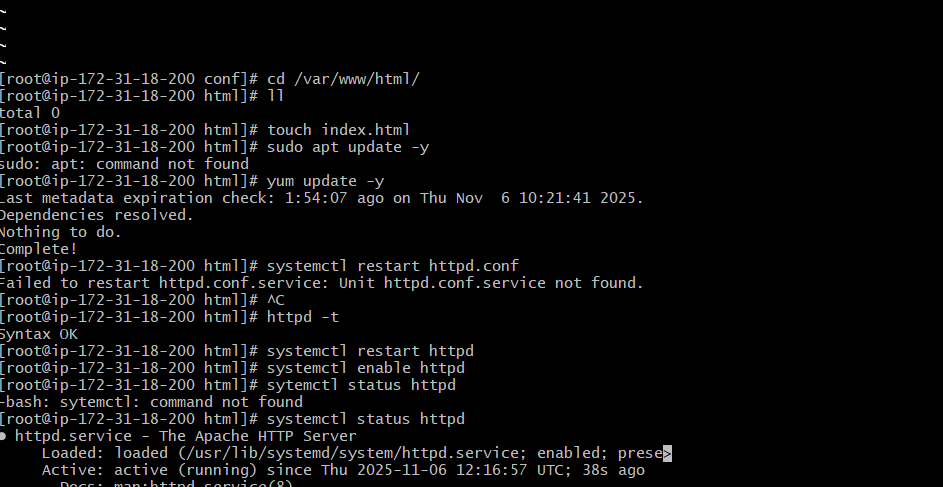 ~
~
~
~
[root@ip-172-31-18-200 conf]# cd /var/www/html/
[root@ip-172-31-18-200 html]# ll
total 0
[root@ip-172-31-18-200 html]# touch index.html
[root@ip-172-31-18-200 html]# sudo apt update -y
sudo: apt: command not found
[root@ip-172-31-18-200 html]# yum update -y
Last metadata expiration check: 1:54:07 ago on Thu Nov  6 10:21:41 2025.
Dependencies resolved.
Nothing to do.
Complete!
[root@ip-172-31-18-200 html]# systemctl restart httpd.conf
Failed to restart httpd.conf.service: Unit httpd.conf.service not found.
[root@ip-172-31-18-200 html]# ^C
[root@ip-172-31-18-200 html]# httpd -t
Syntax OK
[root@ip-172-31-18-200 html]# systemctl restart httpd
[root@ip-172-31-18-200 html]# systemctl enable httpd
[root@ip-172-31-18-200 html]# sytemctl status httpd
-bash: sytemctl: command not found
[root@ip-172-31-18-200 html]# systemctl status httpd
● httpd.service - The Apache HTTP Server
     Loaded: loaded (/usr/lib/systemd/system/httpd.service; enabled; prese>
     Active: active (running) since Thu 2025-11-06 12:16:57 UTC; 38s ago
       Docs: man:httpd.service(8)